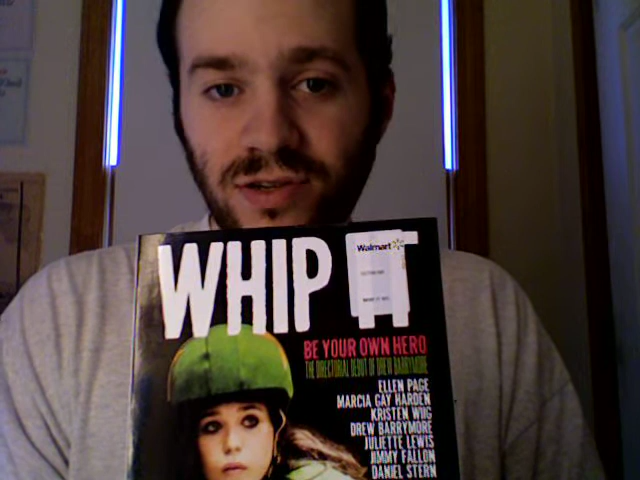 WHIP IT
Walmart
BE YOUR OWN HERO
THE DIRECTORIAL DEBUT OF DREW BARRYMORE
ELLEN PAGE
MARCIA GAY HARDEN
KRISTEN WIIG
DREW BARRYMORE
JULIETTE LEWIS
JIMMY FALLON
DANIEL STERN